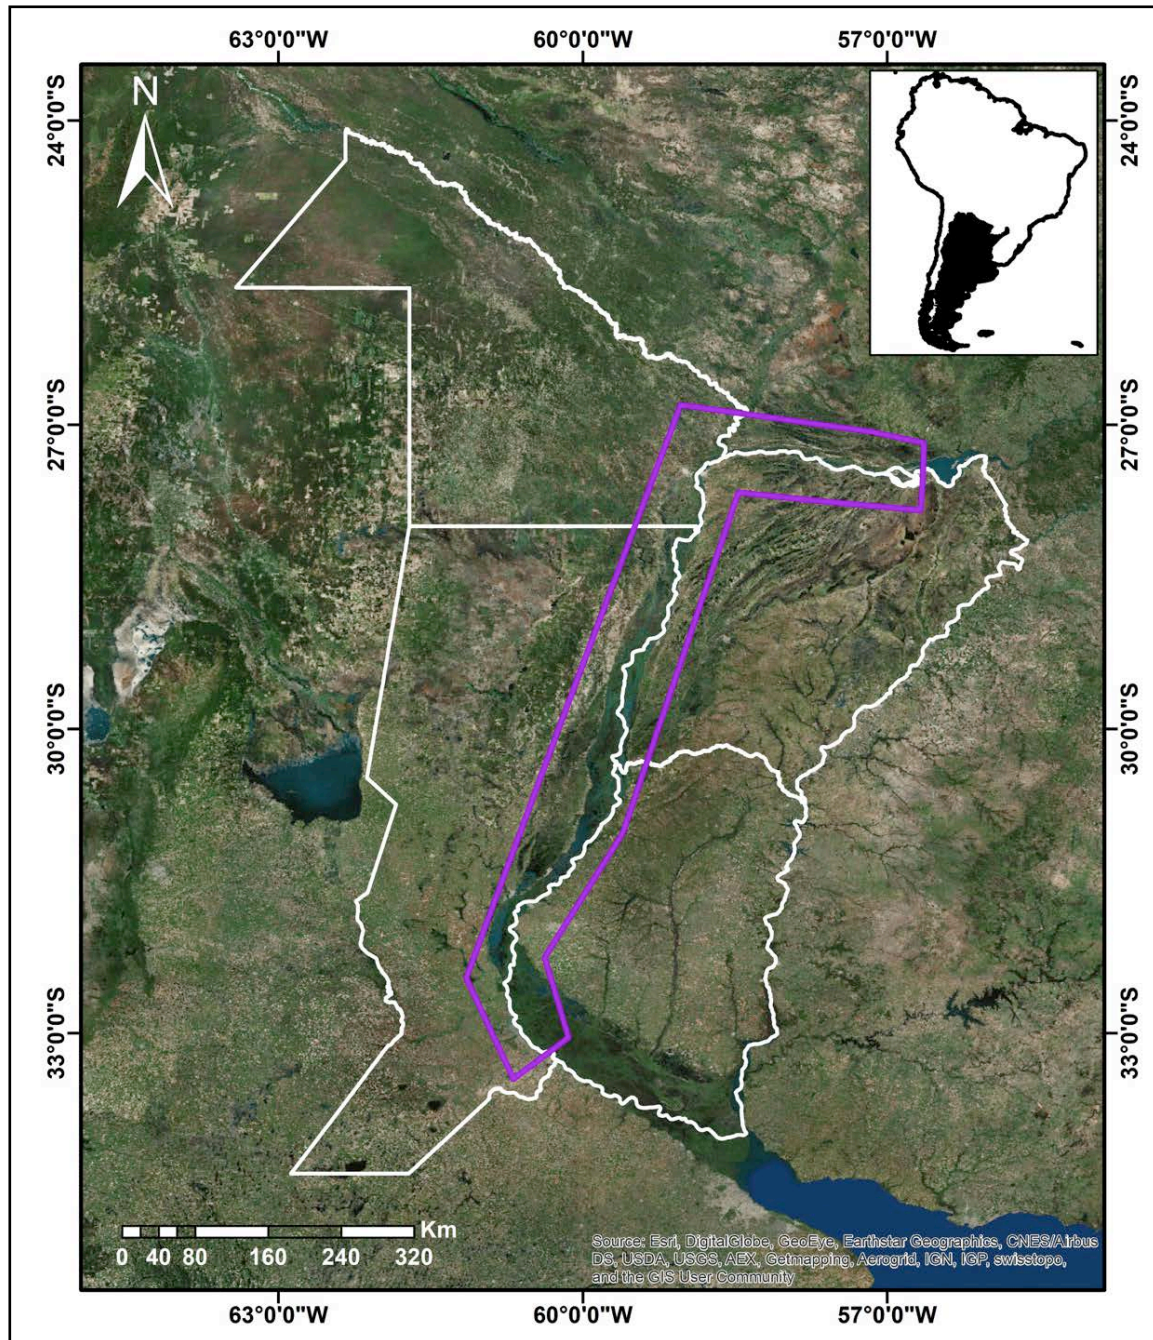 63°0'0"W 60°0'0"W 57°0'0"W
N
24°0'0"S 24°0'0"S
27°0'0"S 27°0'0"S
30°0'0"S 30°0'0"S
33°0'0"S 33°0'0"S
Km
0 40 80 160 240 320
Source: Esri, DigitalGlobe, GeoEye, Earthstar Geographics, CNES/Airbus
DS, USDA, USGS, AEX, Getmapping, Aerogrid, IGN, IGP, swisstopo,
and the GIS User Community
63°0'0"W 60°0'0"W 57°0'0"W